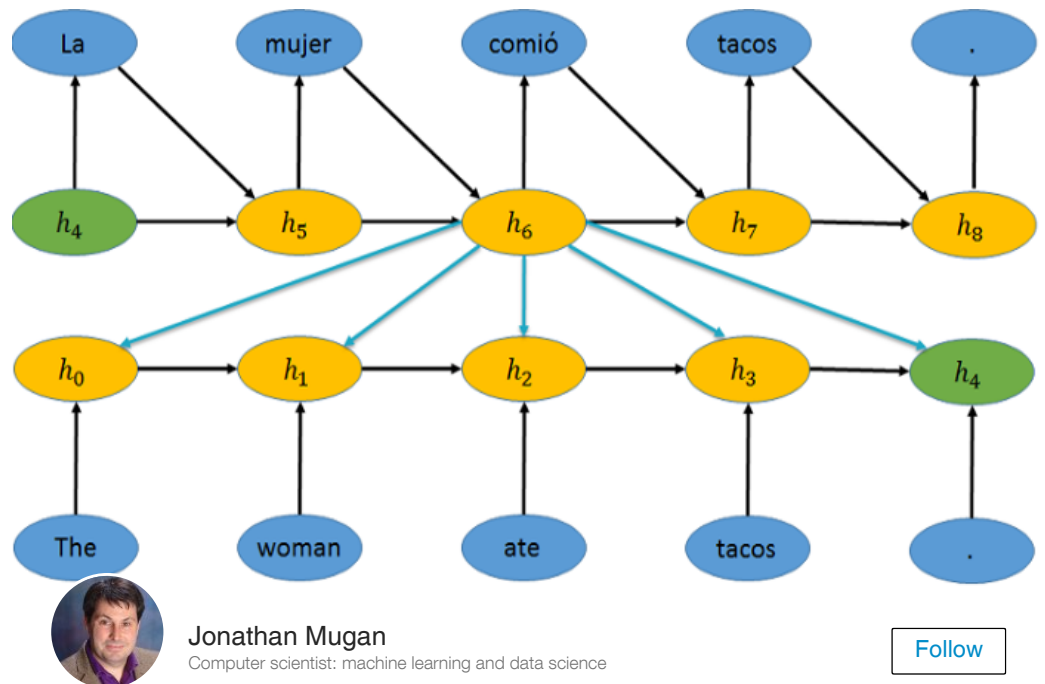 La mujer comió tacos .
h₄ h₅ h₆ h₇ h₈
h₀ h₁ h₂ h₃ h₄
The woman ate tacos .
Jonathan Mugan
Computer scientist: machine learning and data science
Follow